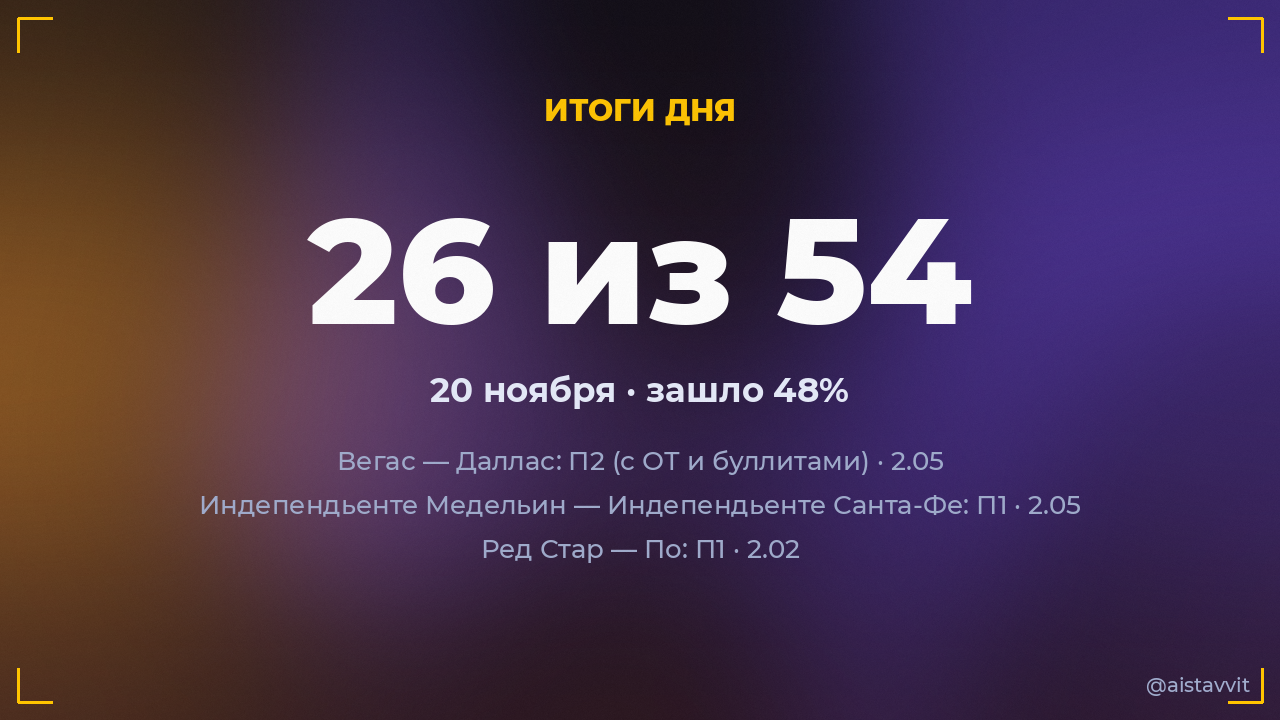 ИТОГИ ДНЯ
26 из 54
20 ноября · зашло 48%
Вегас — Даллас: П2 (с ОТ и буллитами) · 2.05
Индепендьенте Медельин — Индепендьенте Санта-Фе: П1 · 2.05
Ред Стар — По: П1 · 2.02
@aistavvit